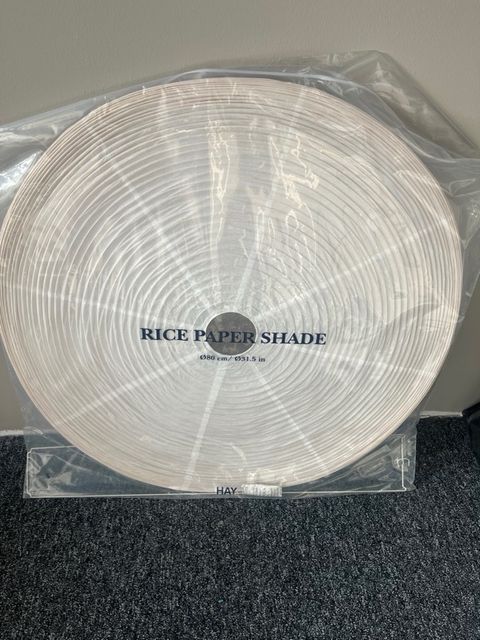 RICE PAPER SHADE
Ø80 cm/ Ø31.5 in
HAY